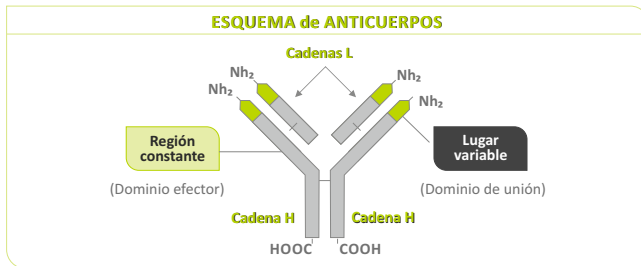 ESQUEMA de ANTICUERPOS
Cadenas L
Nh₂
Nh₂
Nh₂
Nh₂
Región
constante
(Dominio efector)
Lugar
variable
(Dominio de unión)
Cadena H
Cadena H
HOOC
COOH